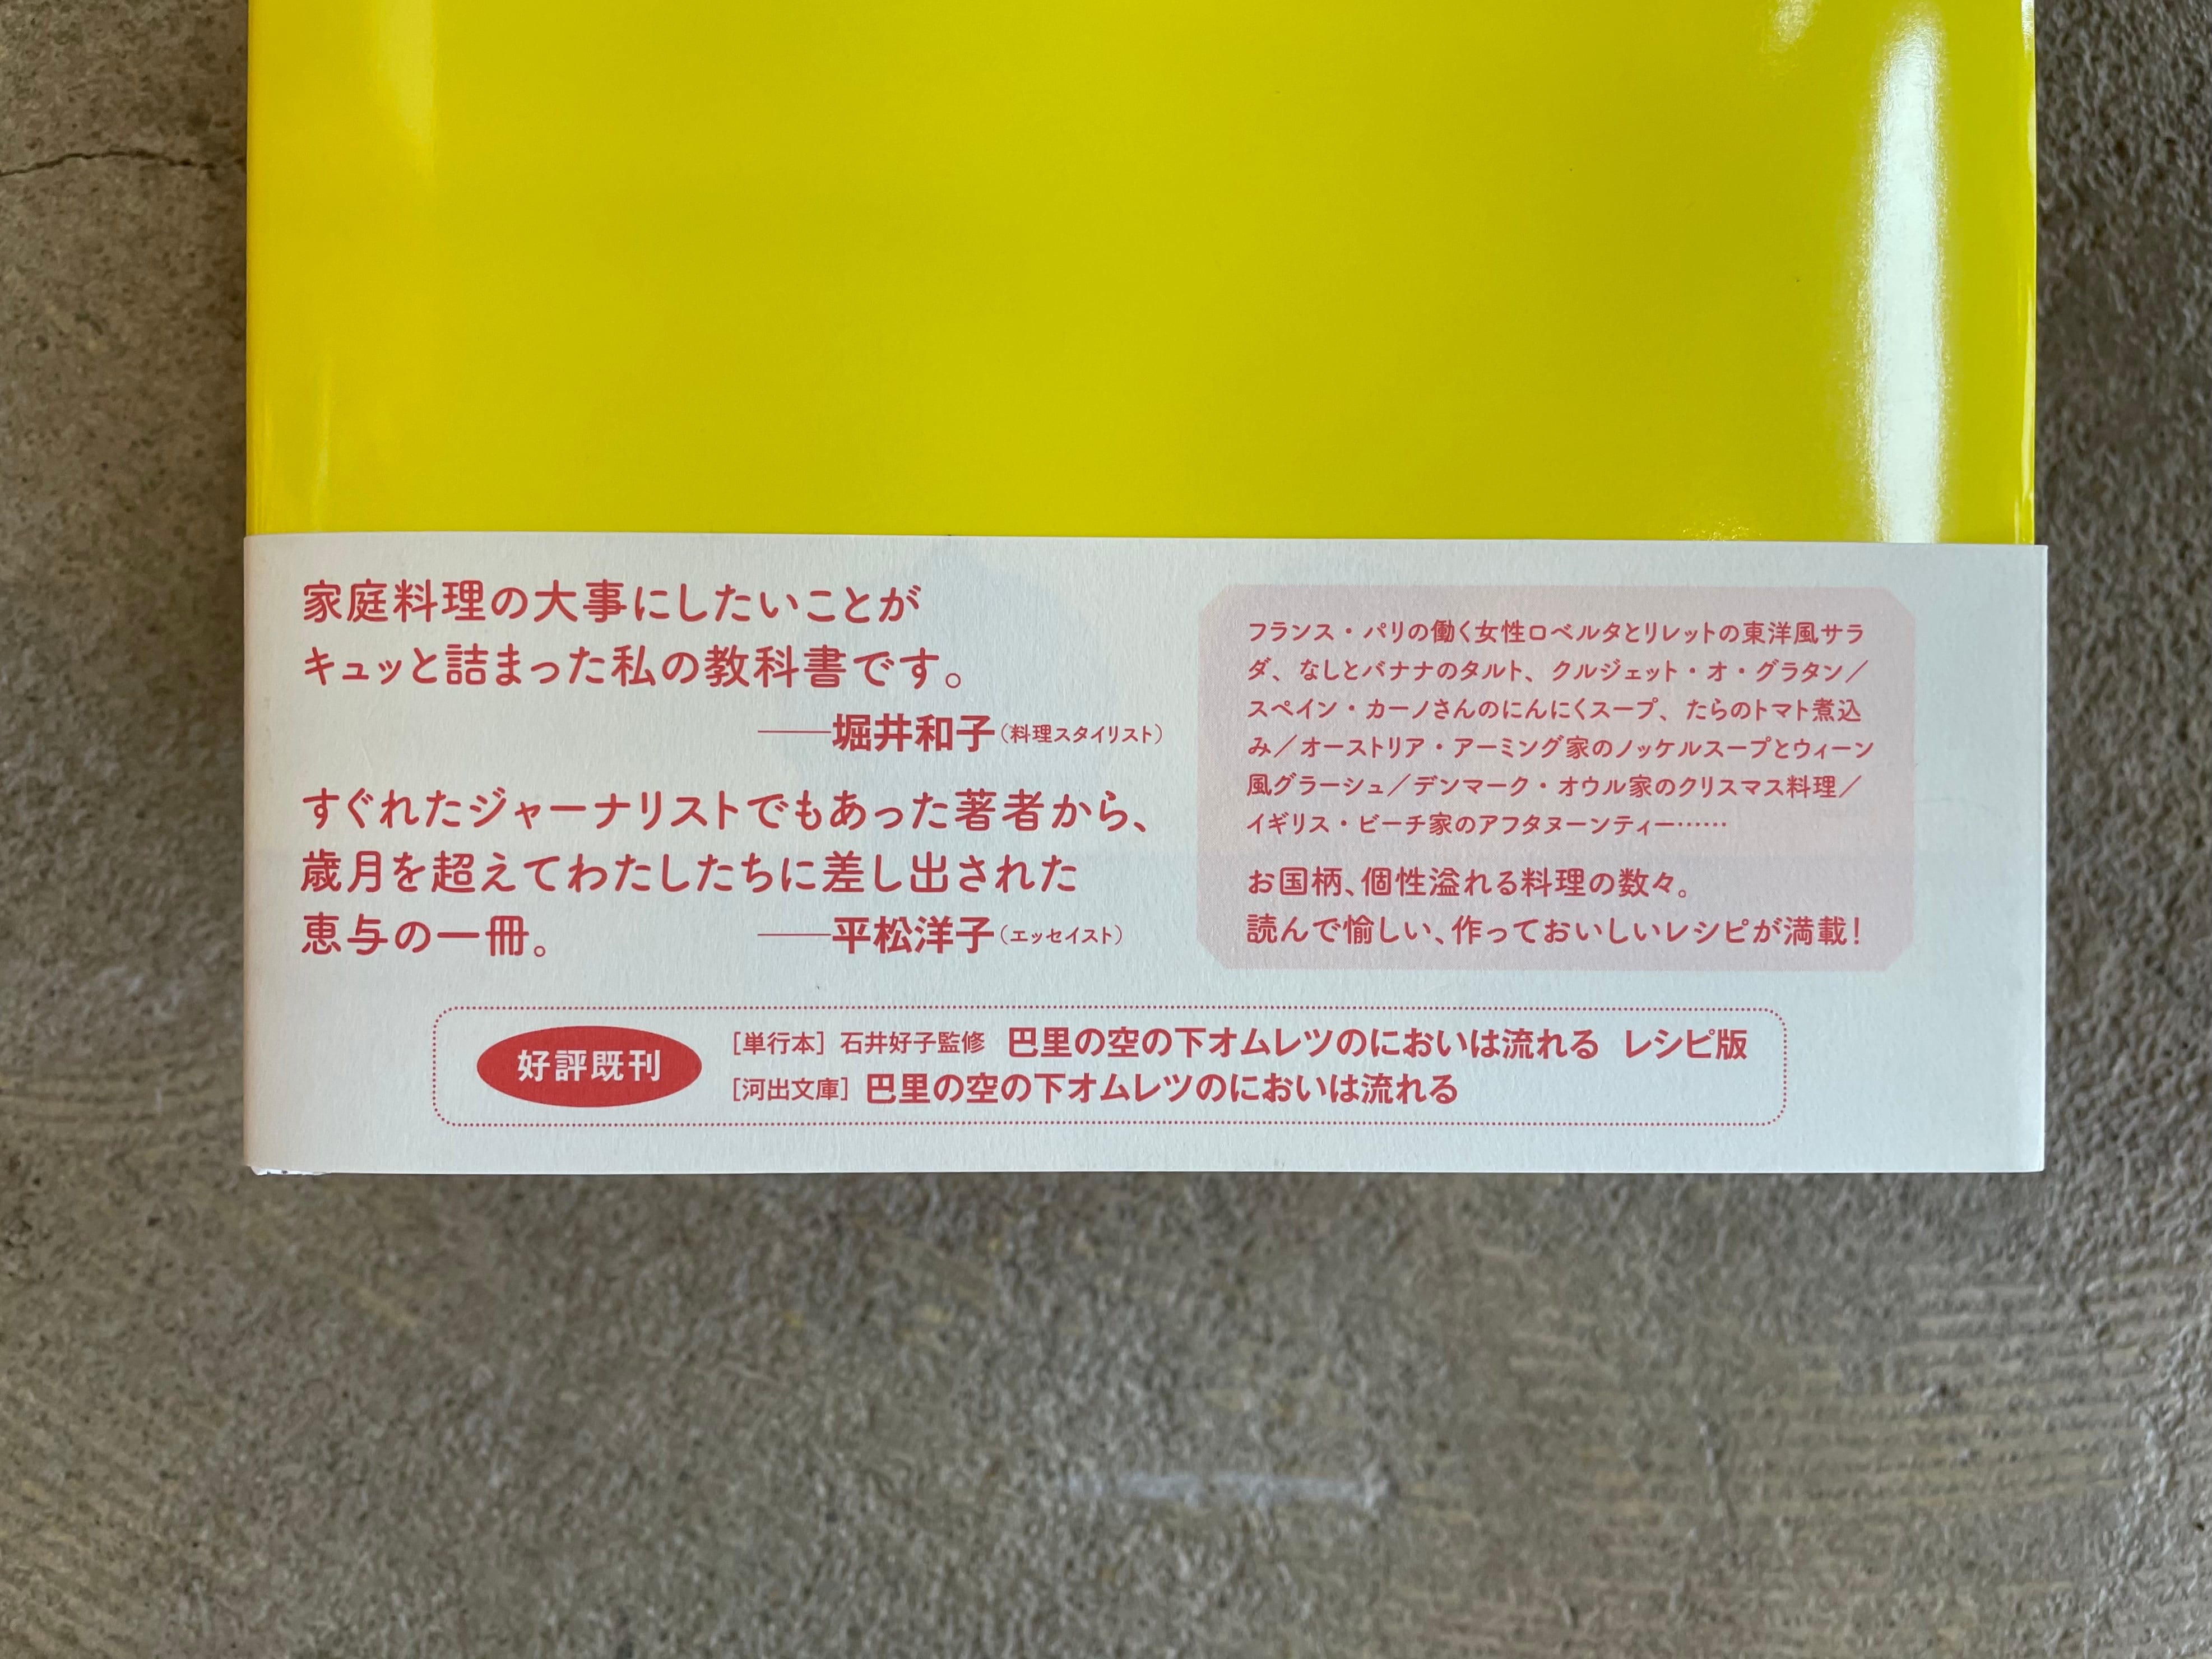 家庭料理の大事にしたいことが
キュッと詰まった私の教科書です。
——堀井和子（料理スタイリスト）
すぐれたジャーナリストでもあった著者から、
歳月を超えてわたしたちに差し出された
恵与の一冊。 ——平松洋子（エッセイスト）
フランス・パリの働く女性ロベルタとリレットの東洋風サラ
ダ、なしとバナナのタルト、クルジェット・オ・グラタン／
スペイン・カーノさんのにんにくスープ、たらのトマト煮込
み／オーストリア・アーミング家のノッケルスープとウィーン
風グラーシュ／デンマーク・オウル家のクリスマス料理／
イギリス・ビーチ家のアフタヌーンティー……
お国柄、個性溢れる料理の数々。
読んで愉しい、作っておいしいレシピが満載！
好評既刊
［単行本］石井好子監修 巴里の空の下オムレツのにおいは流れる レシピ版
［河出文庫］巴里の空の下オムレツのにおいは流れる